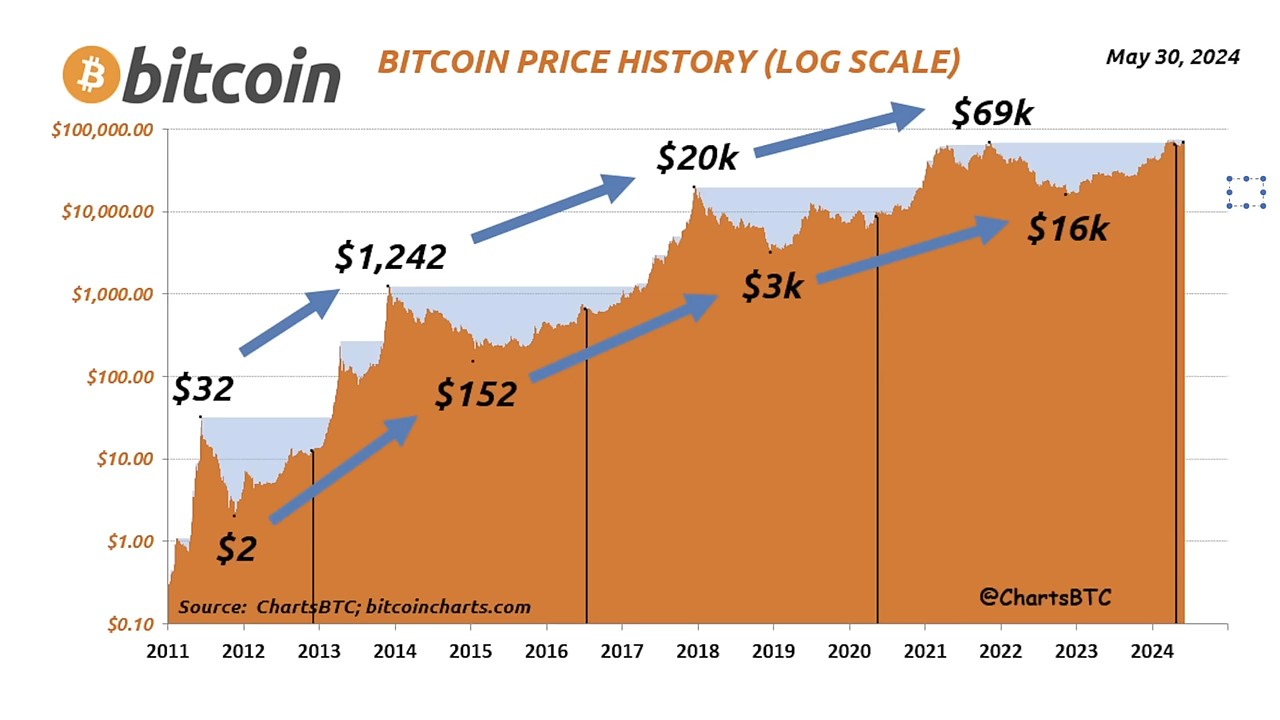 bitcoin
BITCOIN PRICE HISTORY (LOG SCALE)
May 30, 2024
$100,000.00
$10,000.00
$1,000.00
$100.00
$10.00
$1.00
$0.10
$32
$1,242
$20k
$69k
$2
$152
$3k
$16k
Source: ChartsBTC; bitcoincharts.com
@ChartsBTC
2011 2012 2013 2014 2015 2016 2017 2018 2019 2020 2021 2022 2023 2024